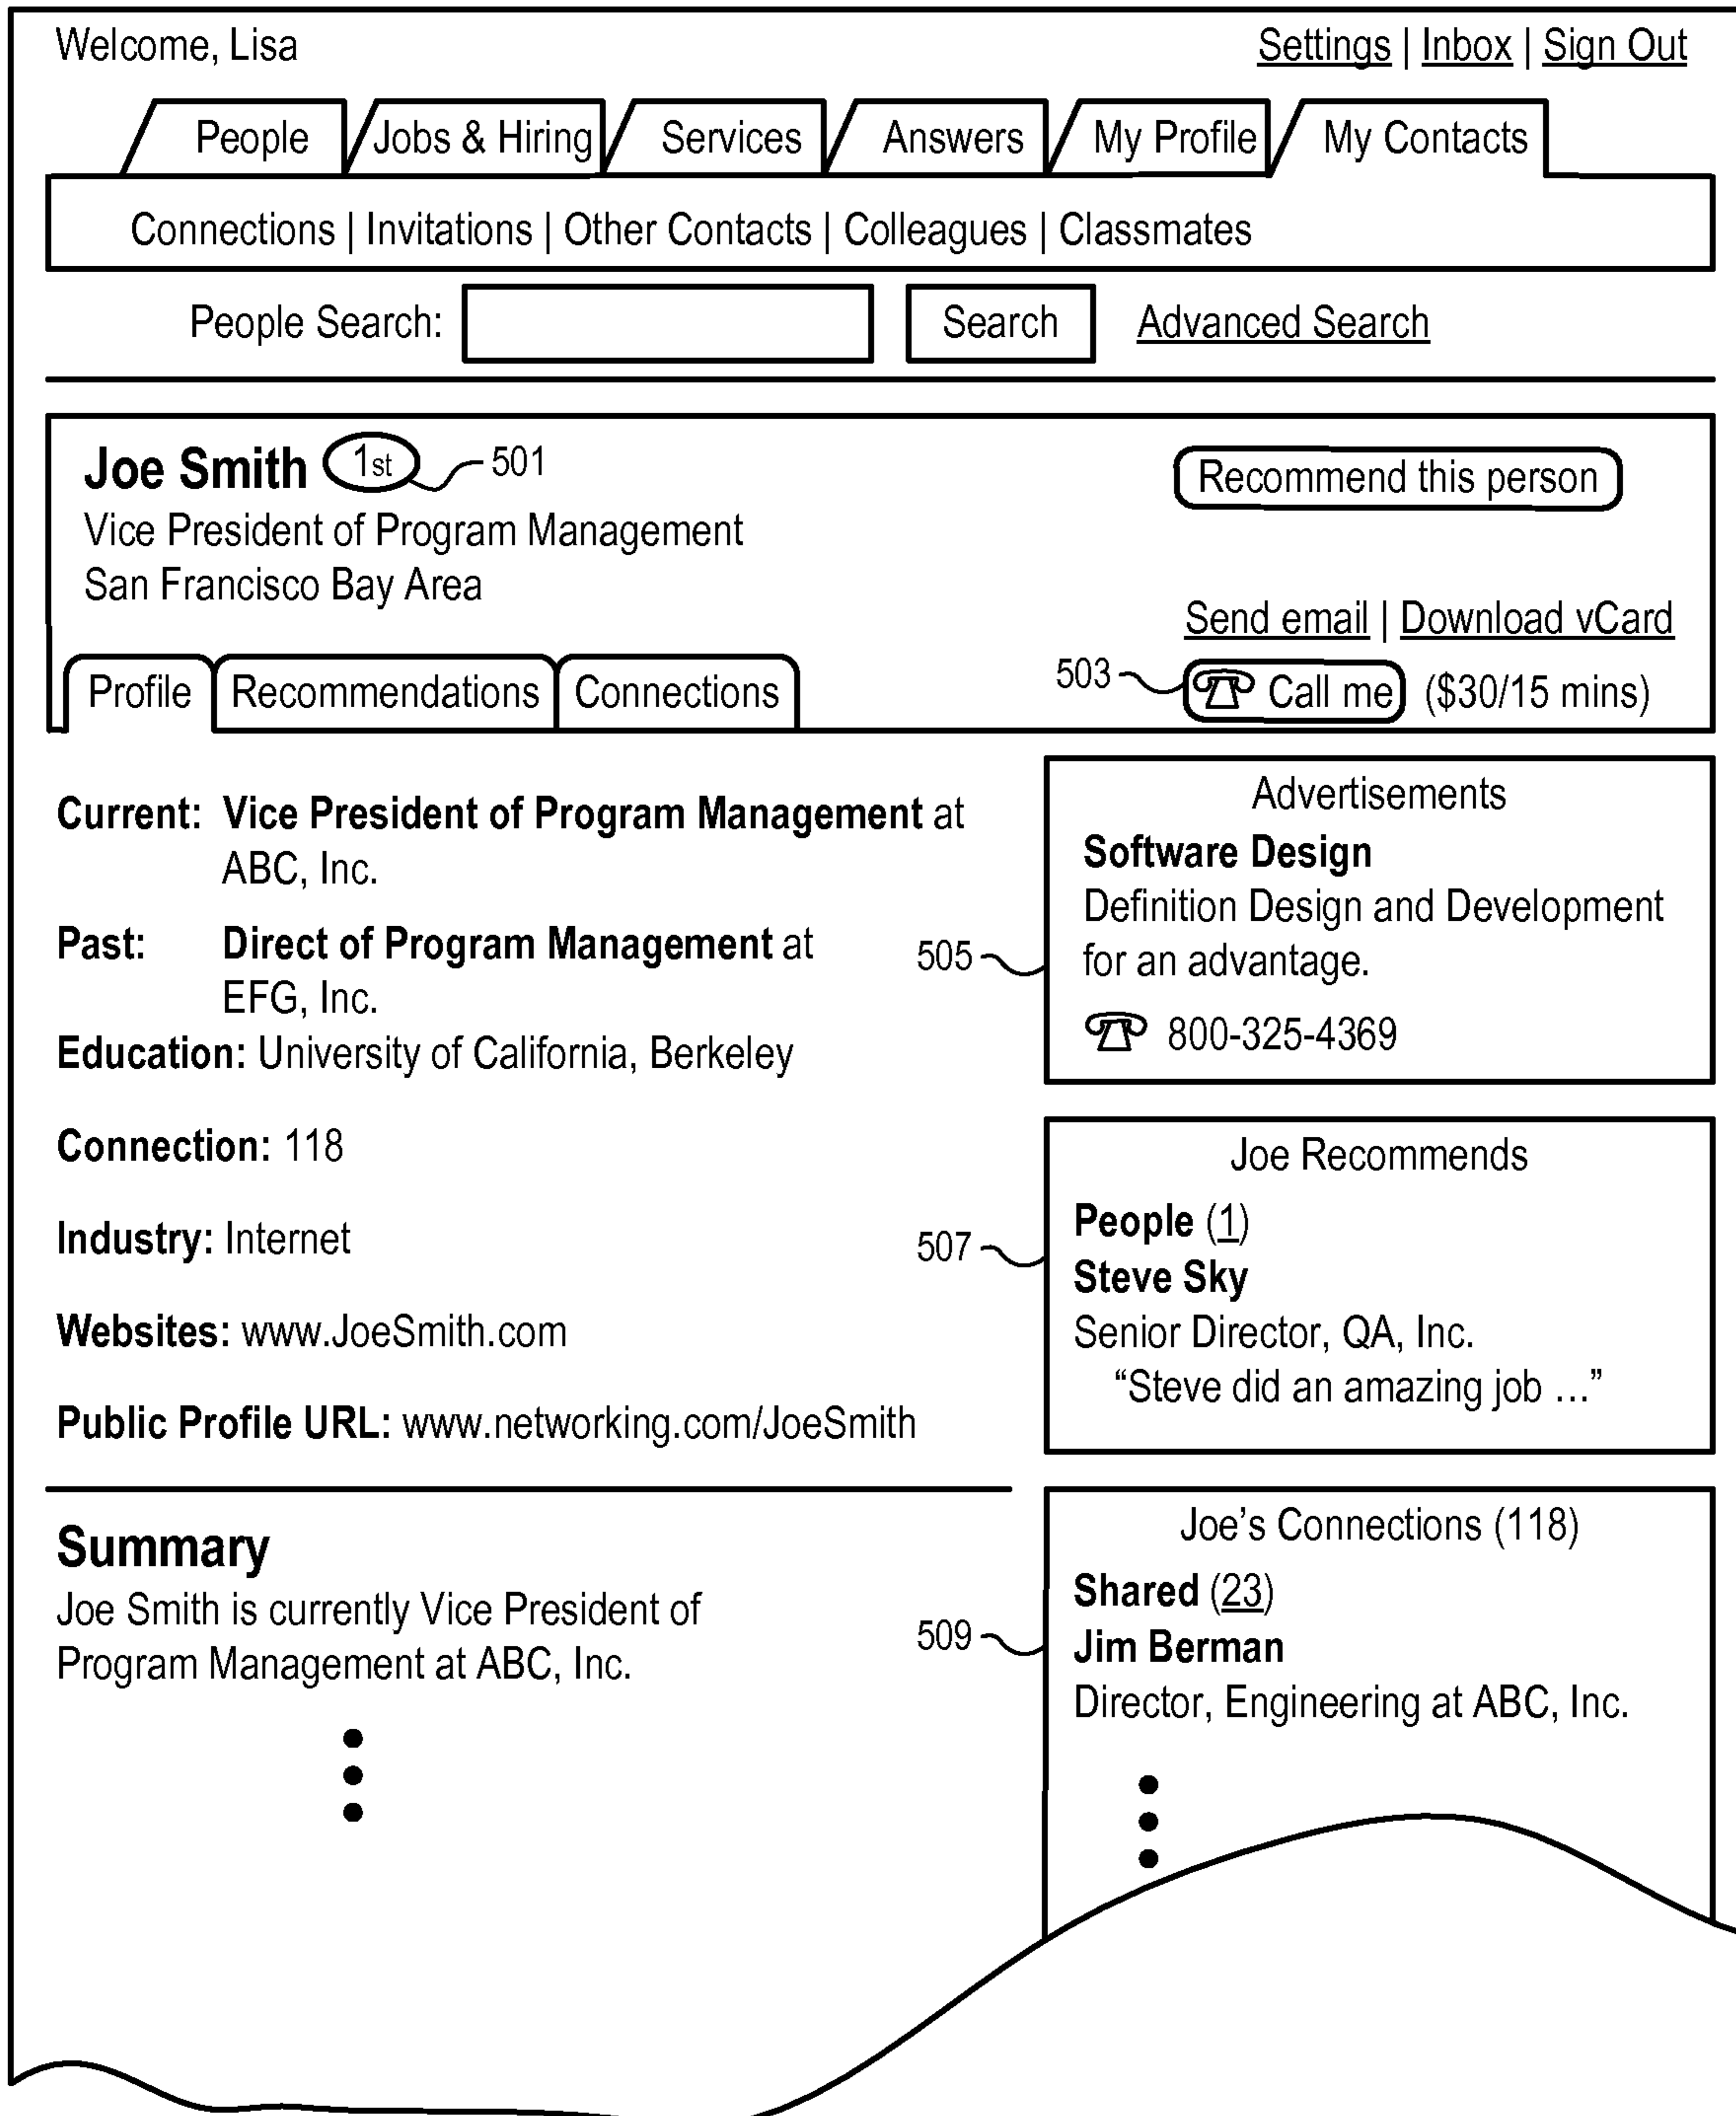 Welcome, Lisa
Settings | Inbox | Sign Out
People
Jobs & Hiring
Services
Answers
My Profile
My Contacts
Connections | Invitations | Other Contacts | Colleagues | Classmates
People Search:
Search
Advanced Search
Joe Smith 1st 501
Recommend this person
Vice President of Program Management
San Francisco Bay Area
Send email | Download vCard
Profile
Recommendations
Connections
503
Call me ($30/15 mins)
Current: Vice President of Program Management at
ABC, Inc.
Past: Direct of Program Management at
EFG, Inc.
Education: University of California, Berkeley
Connection: 118
Industry: Internet
Websites: www.JoeSmith.com
Public Profile URL: www.networking.com/JoeSmith
Summary
Joe Smith is currently Vice President of
Program Management at ABC, Inc.
505
Advertisements
Software Design
Definition Design and Development
for an advantage.
800-325-4369
507
Joe Recommends
People (1)
Steve Sky
Senior Director, QA, Inc.
“Steve did an amazing job ...”
509
Joe’s Connections (118)
Shared (23)
Jim Berman
Director, Engineering at ABC, Inc.